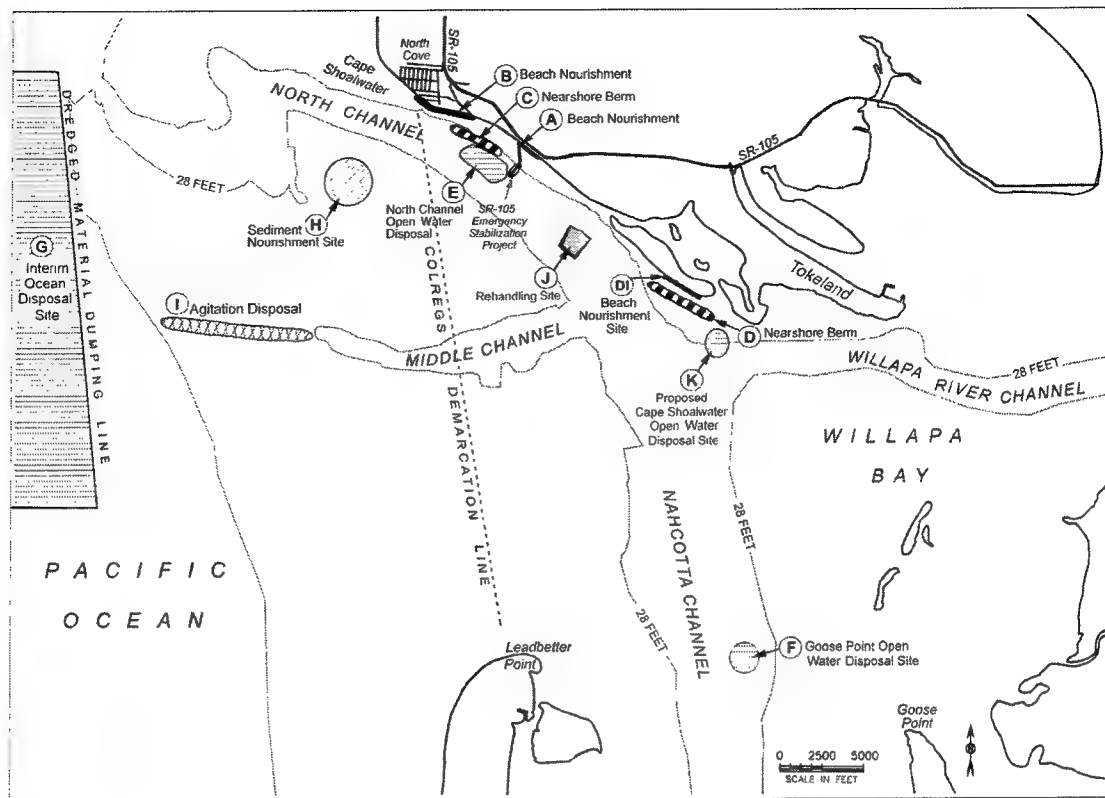 North
Cove
SR-105
Cape
Shoalwater
B Beach Nourishment
C Nearshore Berm
A Beach Nourishment
NORTH CHANNEL
DREDGED MATERIAL DUMPING LINE
28 FEET
H
Sediment
Nourishment Site
E
North Channel
Open Water
Disposal
SR-105
Emergency
Stabilization
Project
SR-105
G
Interim
Ocean
Disposal
Site
J
Rehandling Site
DI
Beach
Nourishment
Site
Tokeland
I Agitation Disposal
COLREGS DEMARCATION LINE
MIDDLE CHANNEL
D Nearshore Berm
K
Proposed
Cape Shoalwater
Open Water
Disposal Site
WILLAPA
RIVER CHANNEL
28 FEET
WILLAPA
BAY
28 FEET
NAHCOTTA CHANNEL
28 FEET
PACIFIC
OCEAN
Leadbetter
Point
F Goose Point Open
Water Disposal Site
Goose
Point
0 2500 5000
SCALE IN FEET